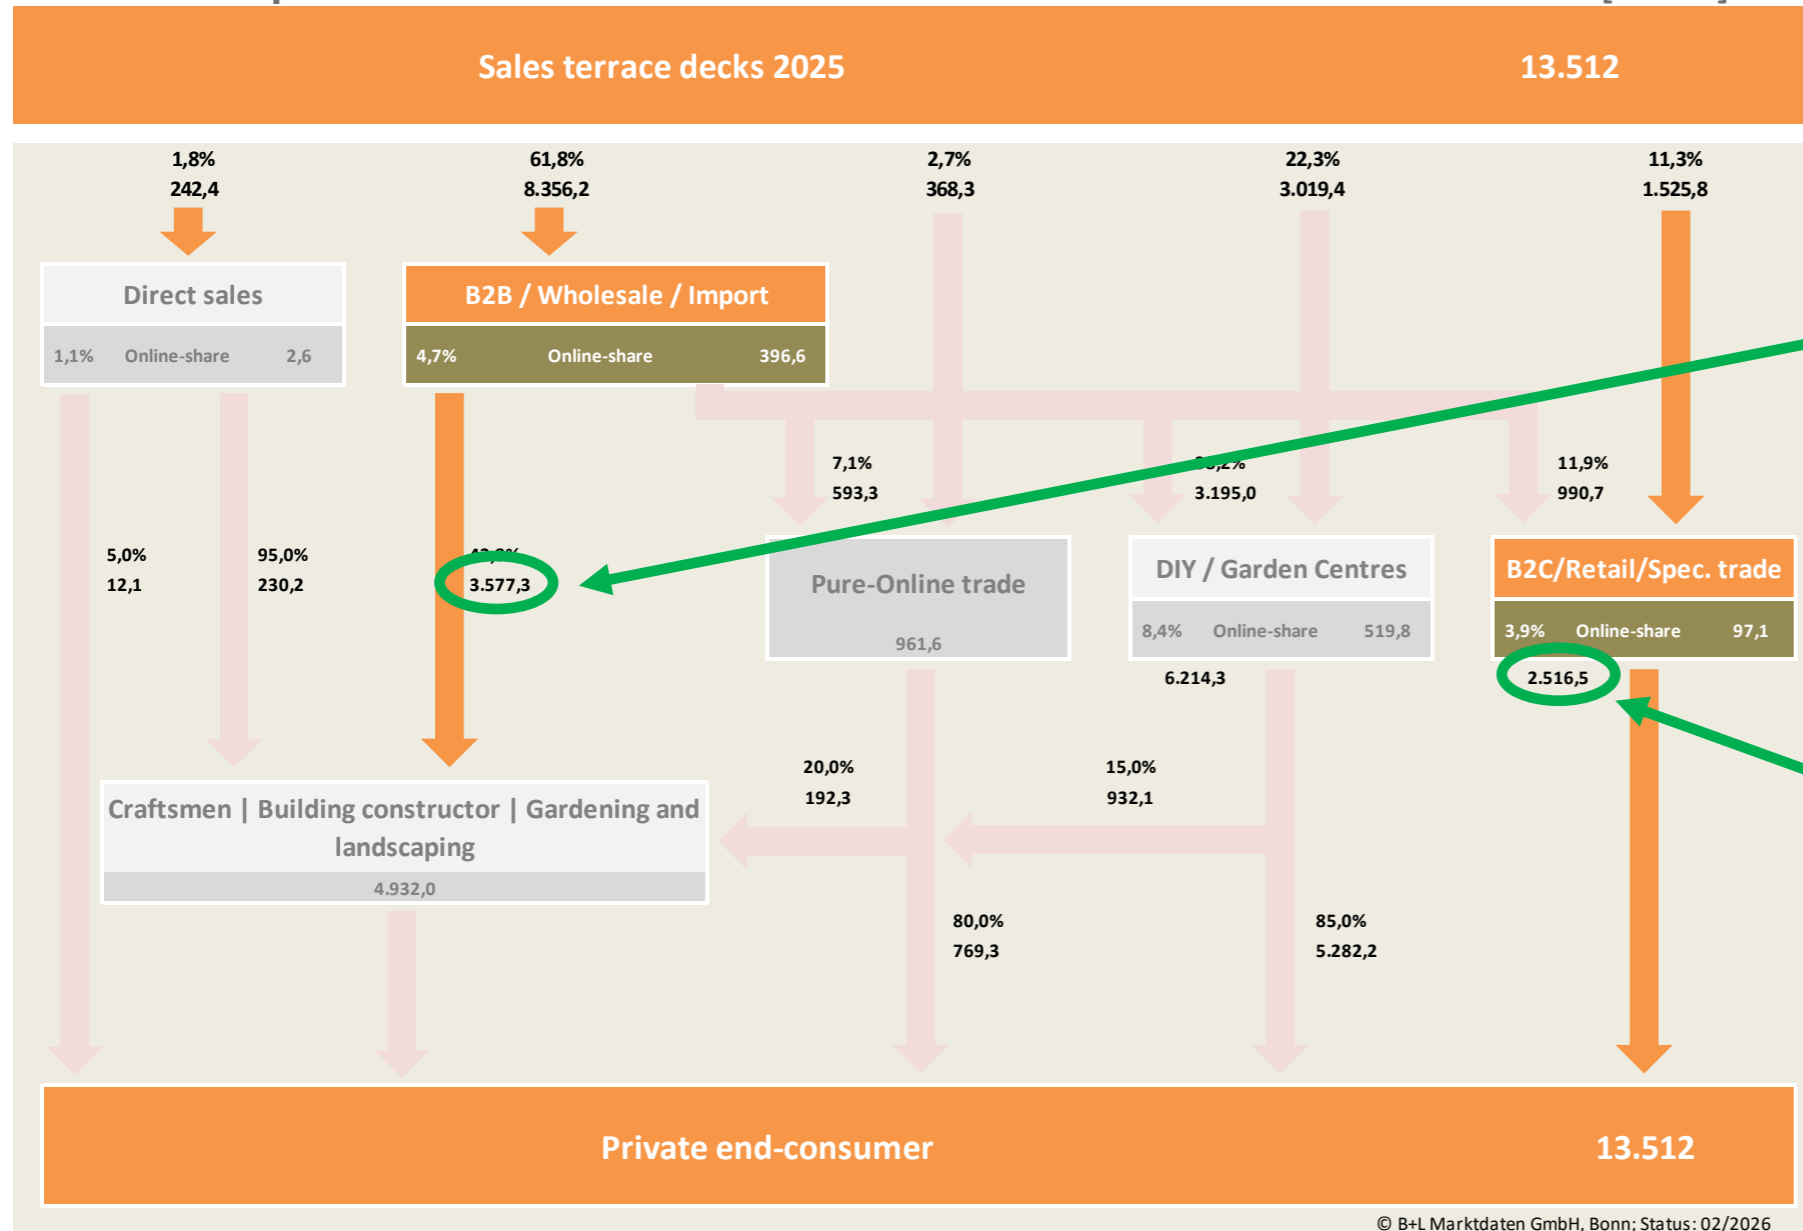 Sales terrace decks 2025 13.512
1,8% 61,8% 2,7% 22,3% 11,3%
242,4 8.356,2 368,3 3.019,4 1.525,8
Direct sales B2B / Wholesale / Import
1,1% Online-share 2,6 4,7% Online-share 396,6
7,1% 11,9%
593,3 3.195,0 990,7
5,0% 95,0%
12,1 230,2 3.577,3
Pure-Online trade DIY / Garden Centres B2C/Retail/Spec. trade
961,6 8,4% Online-share 519,8 3,9% Online-share 97,1
6.214,3 2.516,5
20,0% 15,0%
192,3 932,1
Craftsmen | Building constructor | Gardening and
landscaping
4.932,0
80,0% 85,0%
769,3 5.282,2
Private end-consumer 13.512
© B+L Marktdaten GmbH, Bonn; Status: 02/2026